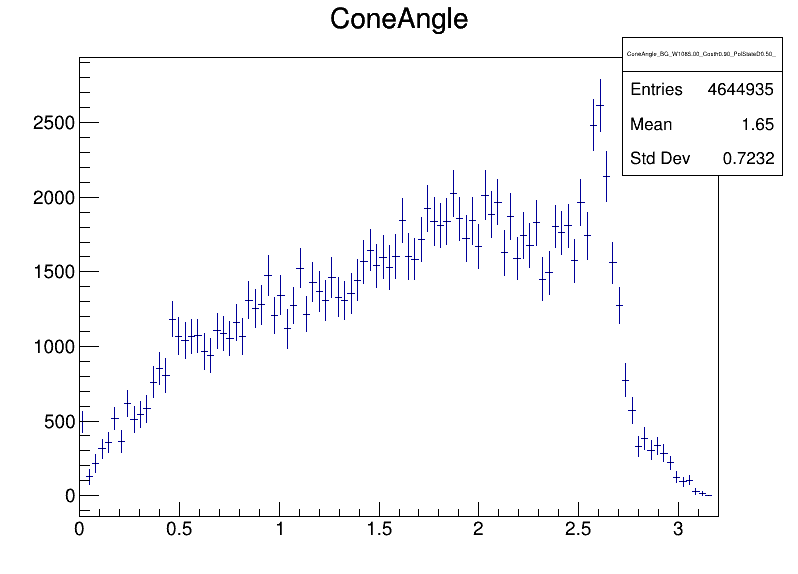 ConeAngle
ConeAngle_BG_W1085.00_Costh0.90_PolState0.50_
Entries 4644935
Mean 1.65
Std Dev 0.7232
2500
2000
1500
1000
500
0
0 0.5 1 1.5 2 2.5 3